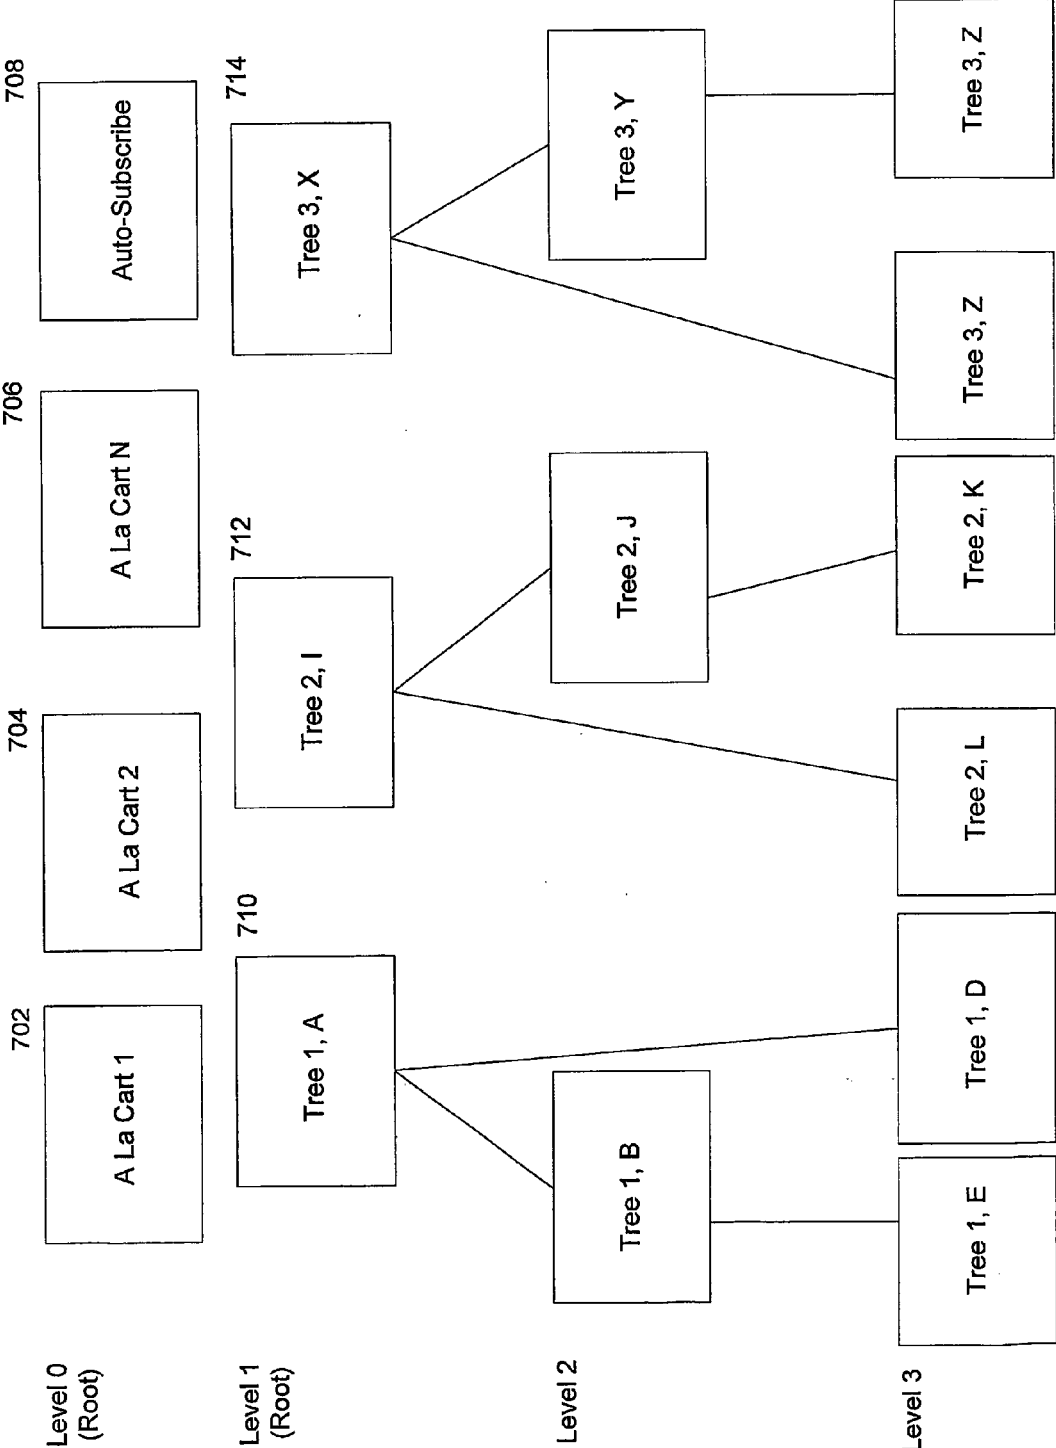 Level 0
(Root)
702
A La Cart 1
704
A La Cart 2
706
A La Cart N
708
Auto-Subscribe
Level 1
(Root)
710
Tree 1, A
712
Tree 2, I
714
Tree 3, X
Level 2
Tree 1, B
Tree 2, J
Tree 3, Y
Level 3
Tree 1, E
Tree 1, D
Tree 2, L
Tree 2, K
Tree 3, Z
Tree 3, Z